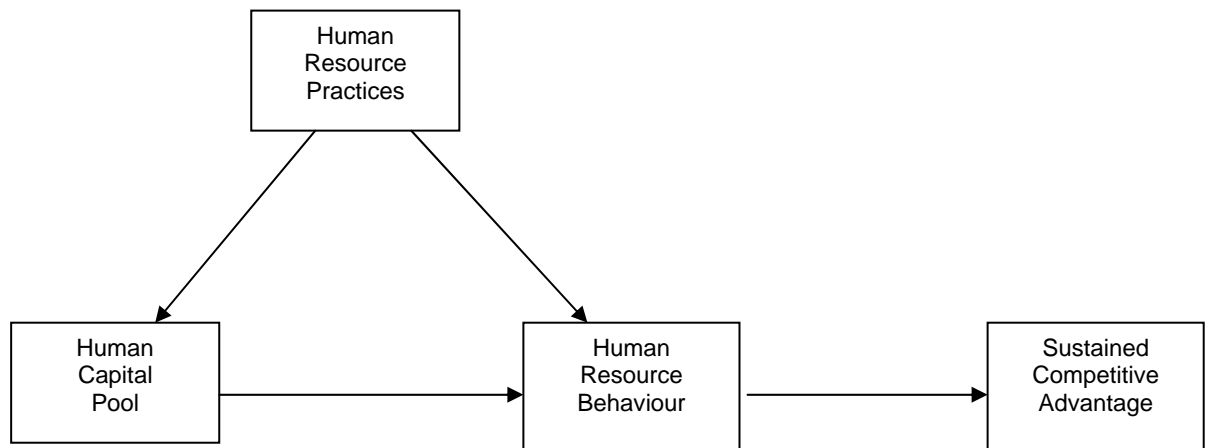 Human
Resource
Practices
Human
Capital
Pool
Human
Resource
Behaviour
Sustained
Competitive
Advantage